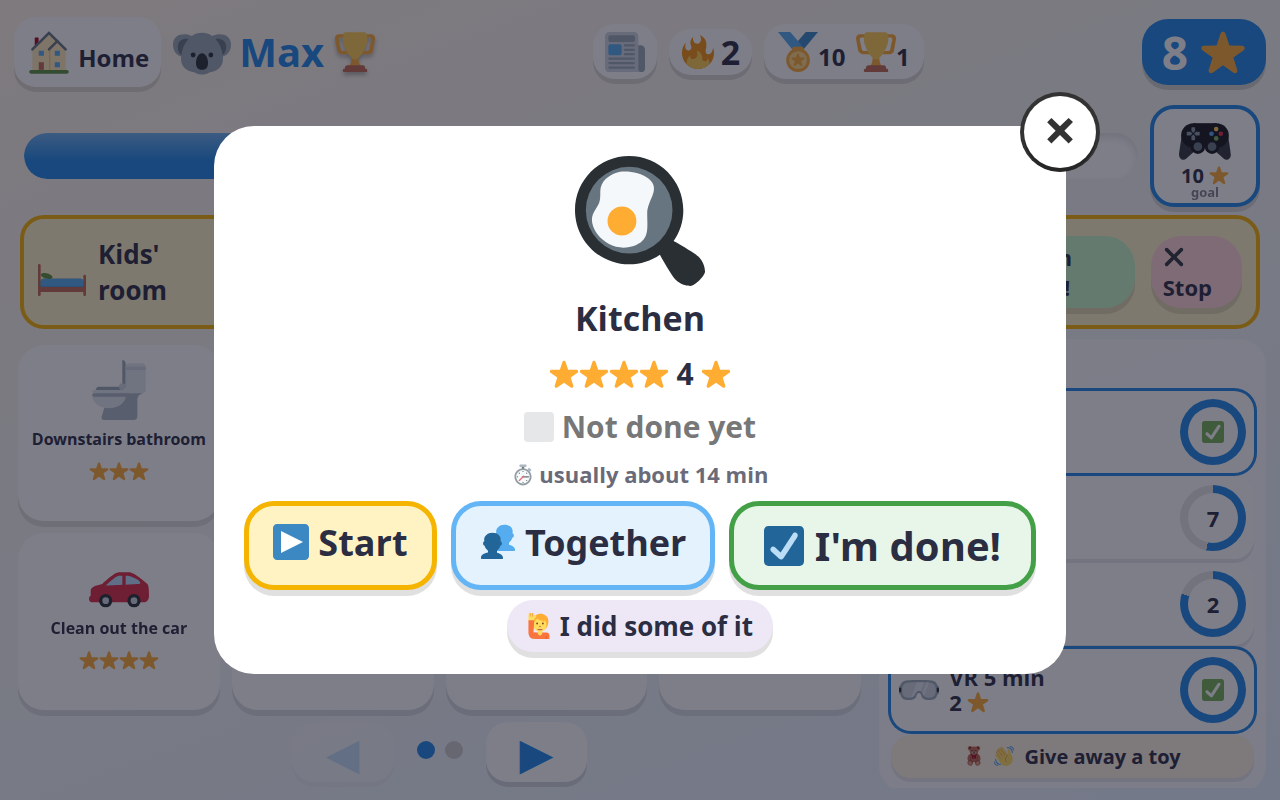 Home
Max
2
10
1
8
10
goal
Kids'
room
Stop
Kitchen
4
Not done yet
usually about 14 min
Start
Together
I'm done!
I did some of it
Downstairs bathroom
Clean out the car
7
2
VR 5 min
2
Give away a toy